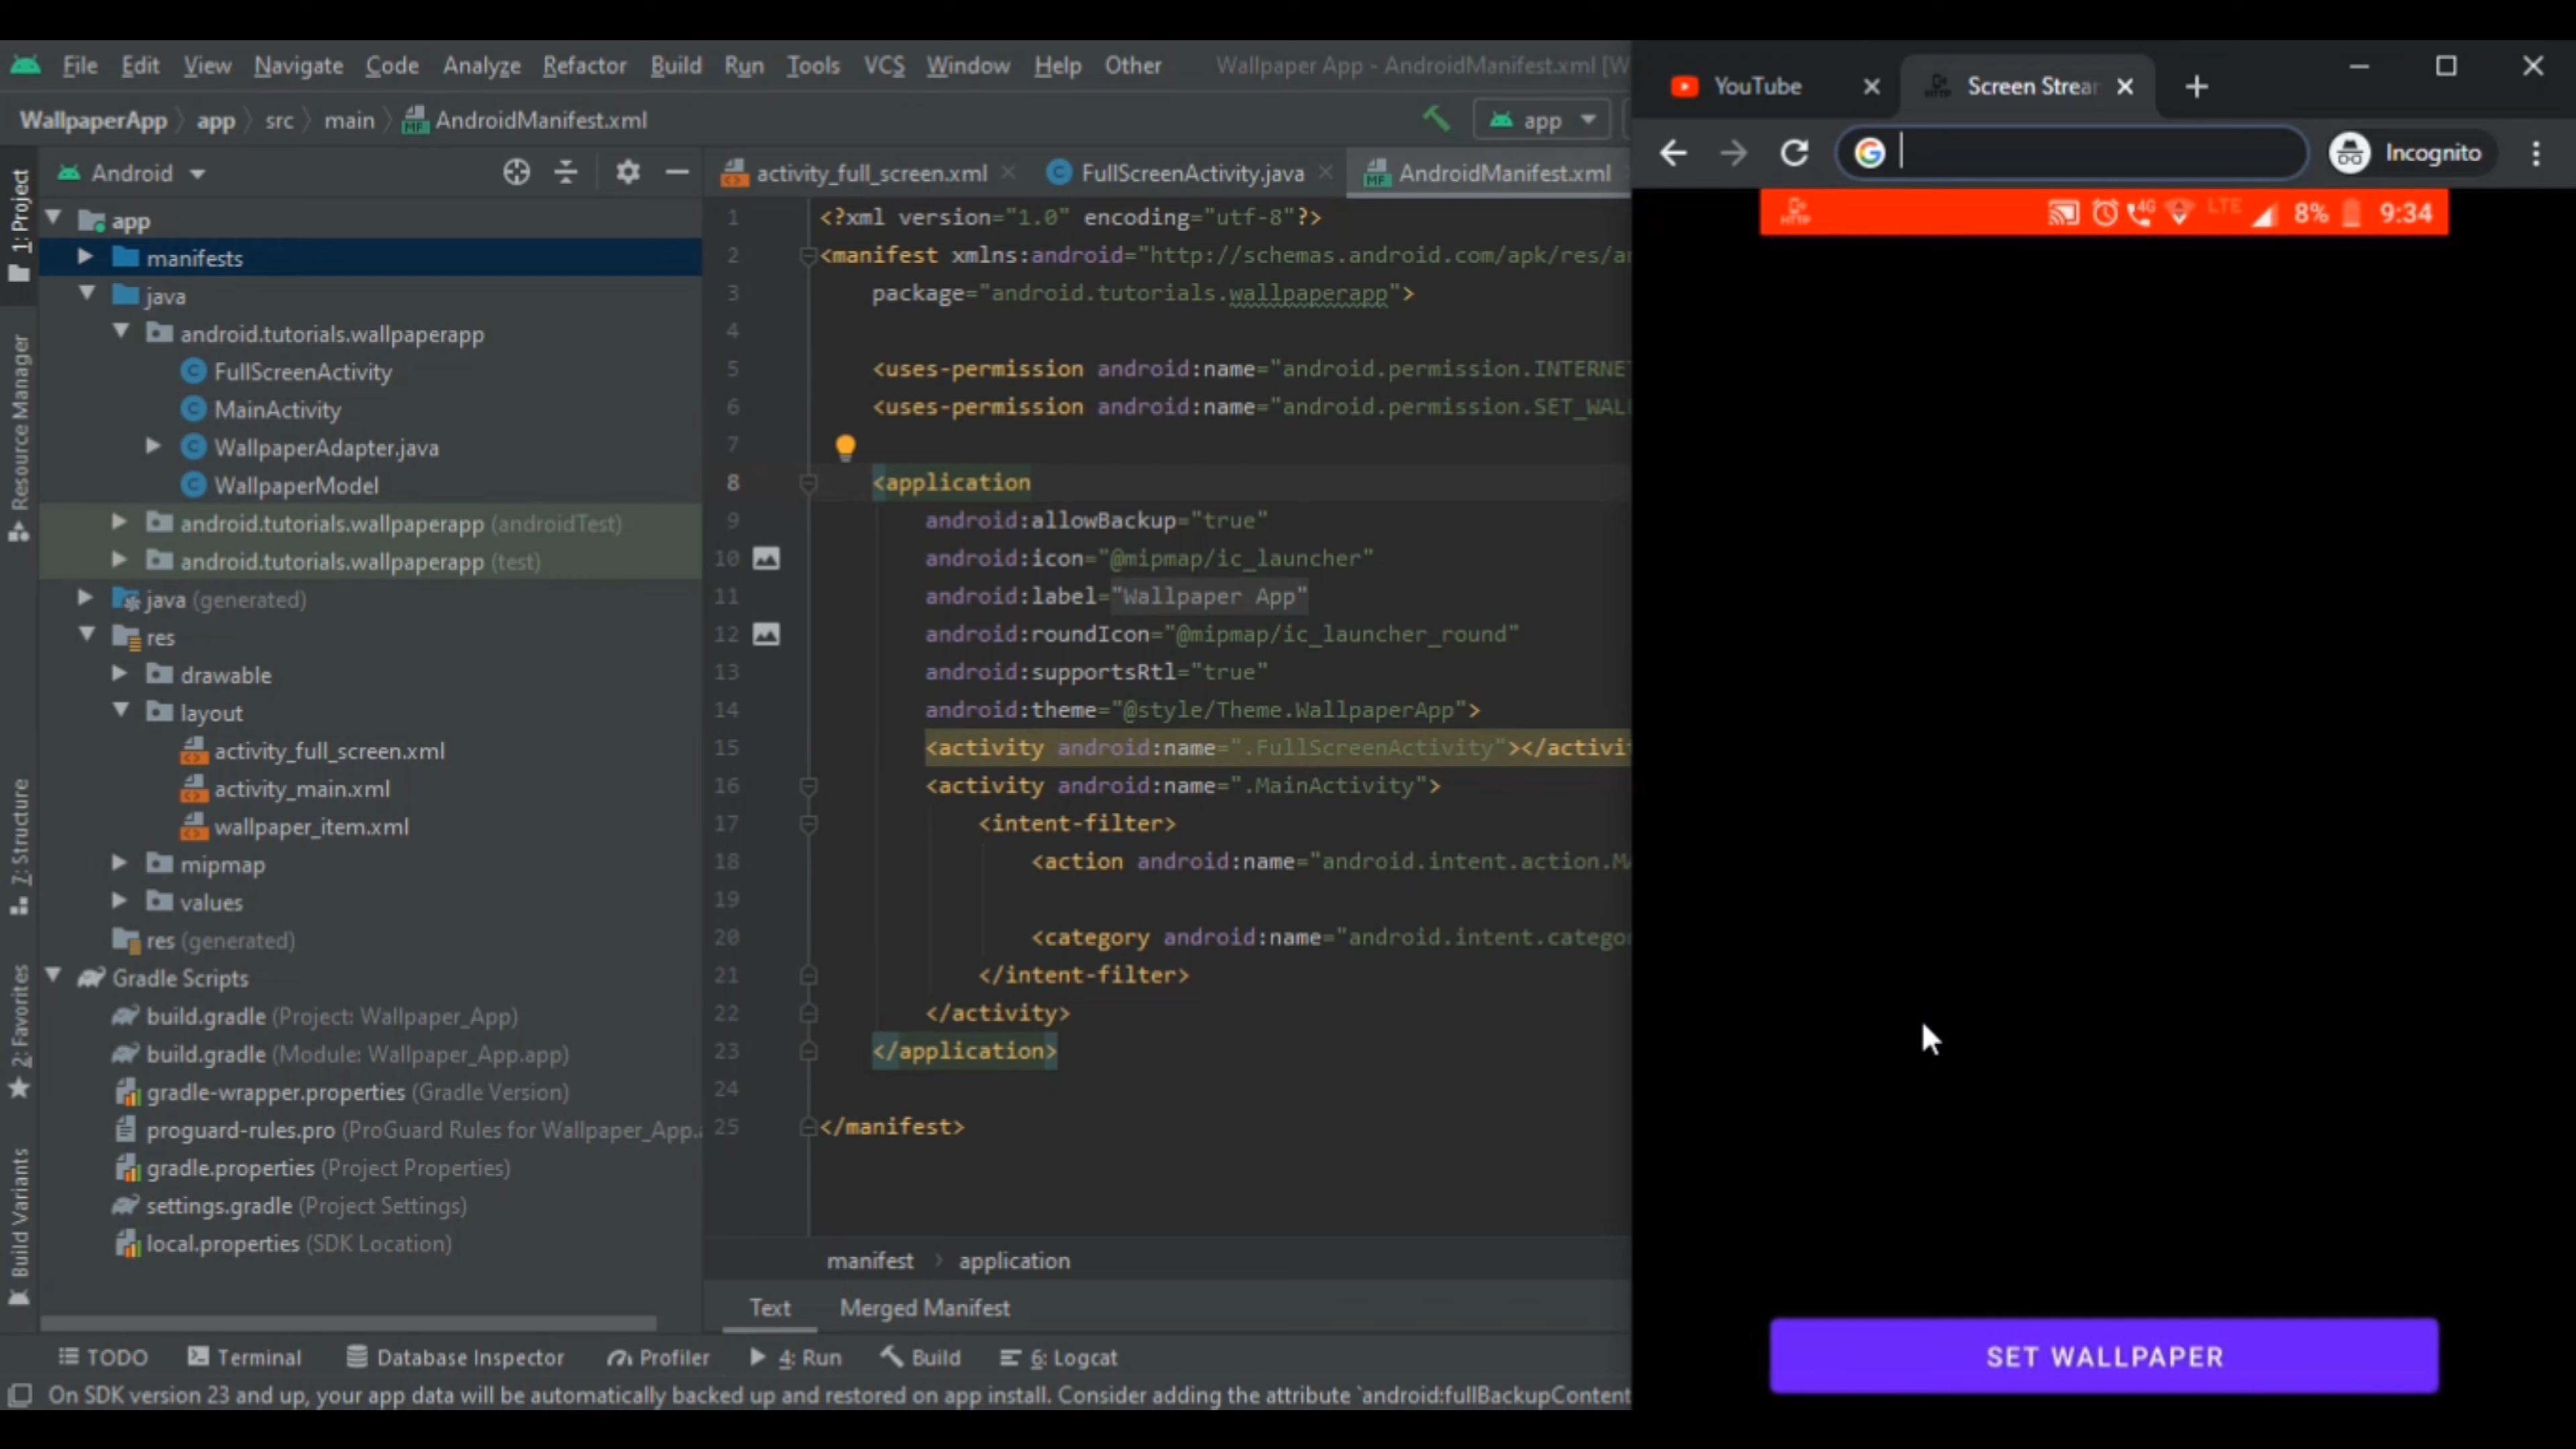 File Edit View Navigate Code Analyze Refactor Build Run Tools VCS Window Help Other Wallpaper App - AndroidManifest.xml [W
WallpaperApp app src main AndroidManifest.xml app
Android
activity_full_screen.xml FullScreenActivity.java AndroidManifest.xml
1: Project
Resource Manager
7: Structure
2: Favorites
Build Variants
app
manifests
java
android.tutorials.wallpaperapp
FullScreenActivity
MainActivity
WallpaperAdapter.java
WallpaperModel
android.tutorials.wallpaperapp (androidTest)
android.tutorials.wallpaperapp (test)
java (generated)
res
drawable
layout
activity_full_screen.xml
activity_main.xml
wallpaper_item.xml
mipmap
values
res (generated)
Gradle Scripts
build.gradle (Project: Wallpaper_App)
build.gradle (Module: Wallpaper_App.app)
gradle-wrapper.properties (Gradle Version)
proguard-rules.pro (ProGuard Rules for Wallpaper_App.a
gradle.properties (Project Properties)
settings.gradle (Project Settings)
local.properties (SDK Location)
1 <?xml version="1.0" encoding="utf-8"?>
2 <manifest xmlns:android="http://schemas.android.com/apk/res/an
3 package="android.tutorials.wallpaperapp">
4
5 <uses-permission android:name="android.permission.INTERNET
6 <uses-permission android:name="android.permission.SET_WALL
7
8 <application
9 android:allowBackup="true"
10 android:icon="@mipmap/ic_launcher"
11 android:label="Wallpaper App"
12 android:roundIcon="@mipmap/ic_launcher_round"
13 android:supportsRtl="true"
14 android:theme="@style/Theme.WallpaperApp">
15 <activity android:name=".FullScreenActivity"></activit
16 <activity android:name=".MainActivity">
17 <intent-filter>
18 <action android:name="android.intent.action.MA
19
20 <category android:name="android.intent.categor
21 </intent-filter>
22 </activity>
23 </application>
24
25 </manifest>
manifest application
Text Merged Manifest
TODO Terminal Database Inspector Profiler 4: Run Build 6: Logcat
On SDK version 23 and up, your app data will be automatically backed up and restored on app install. Consider adding the attribute `android:fullBackupContent
YouTube Screen Strear
Incognito
HTTP 4G LTE 8% 9:34
SET WALLPAPER